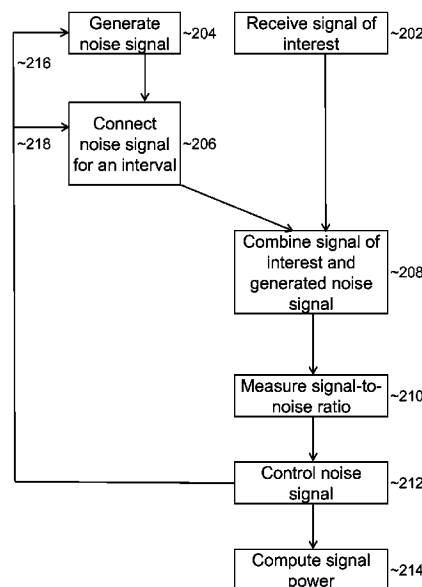 Generate
noise signal
~204
Receive signal of
interest
~202
~216
Connect
noise signal
for an interval
~206
~218
Combine signal of
interest and
generated noise
signal
~208
Measure signal-to-
noise ratio
~210
Control noise
signal
~212
Compute signal
power
~214